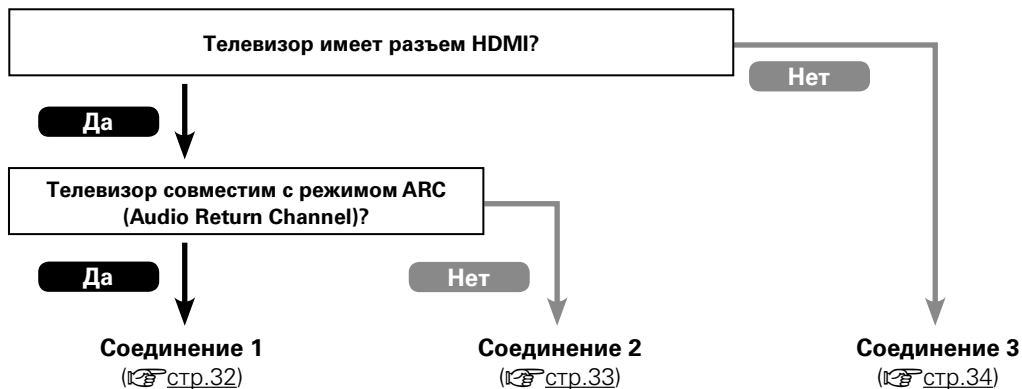 Телевизор имеет разъем HDMI?
Нет
Да
Телевизор совместим с режимом ARC
(Audio Return Channel)?
Да
Нет
Соединение 1
(☞стр.32)
Соединение 2
(☞стр.33)
Соединение 3
(☞стр.34)